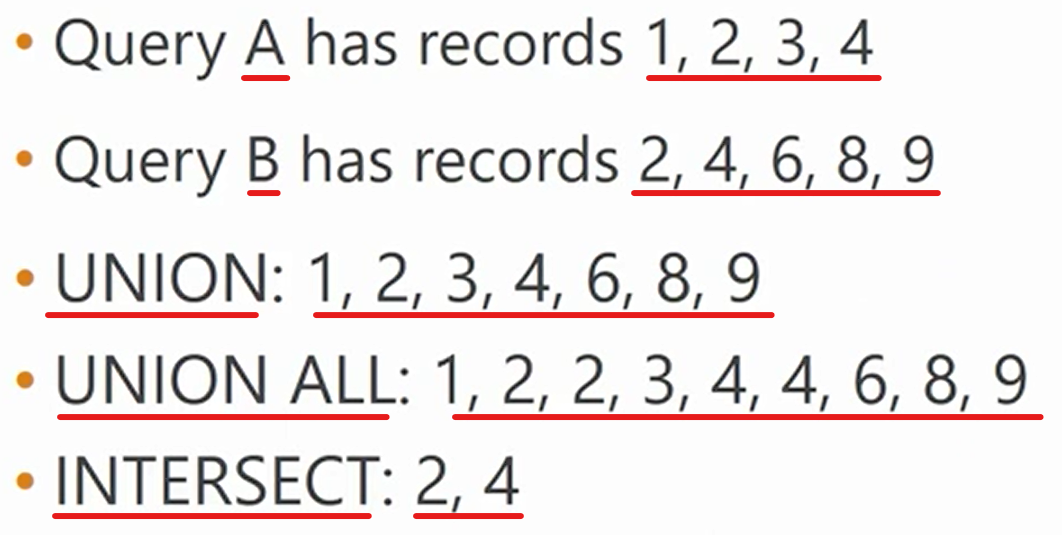 • Query A has records 1, 2, 3, 4
• Query B has records 2, 4, 6, 8, 9
• UNION: 1, 2, 3, 4, 6, 8, 9
• UNION ALL: 1, 2, 2, 3, 4, 4, 6, 8, 9
• INTERSECT: 2, 4